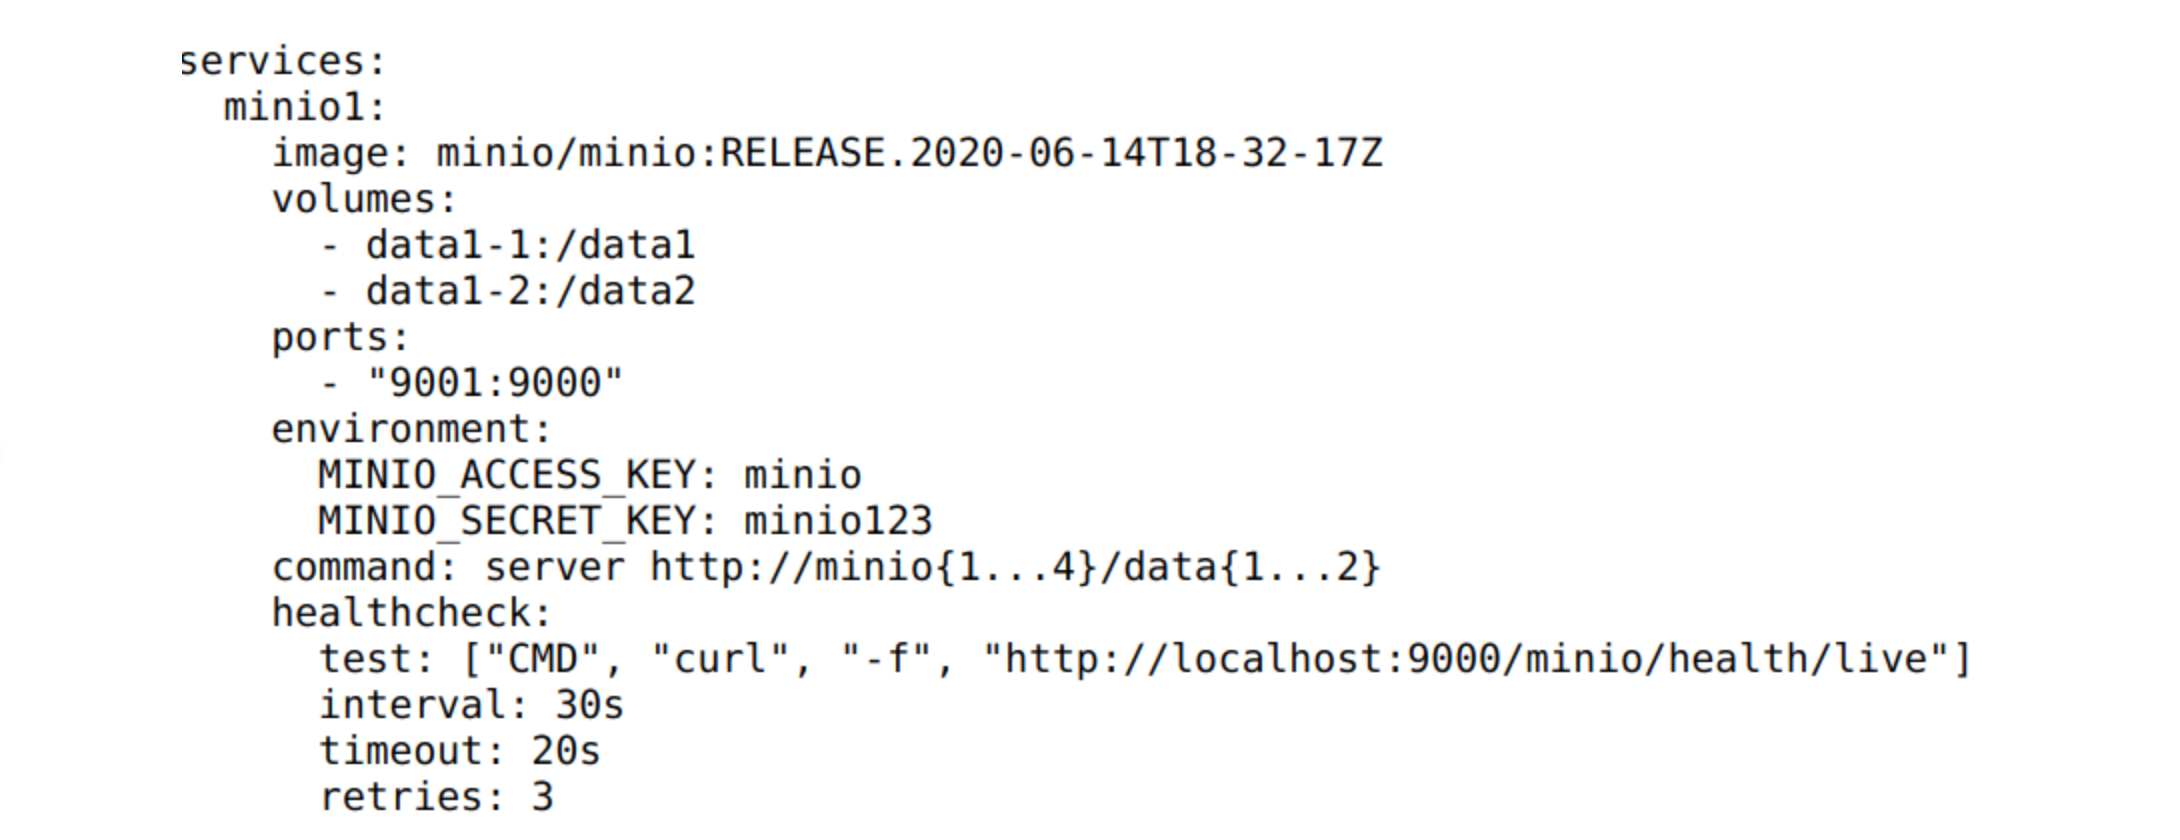 services:
  minio1:
    image: minio/minio:RELEASE.2020-06-14T18-32-17Z
    volumes:
      - data1-1:/data1
      - data1-2:/data2
    ports:
      - "9001:9000"
    environment:
      MINIO_ACCESS_KEY: minio
      MINIO_SECRET_KEY: minio123
    command: server http://minio{1...4}/data{1...2}
    healthcheck:
      test: ["CMD", "curl", "-f", "http://localhost:9000/minio/health/live"]
      interval: 30s
      timeout: 20s
      retries: 3